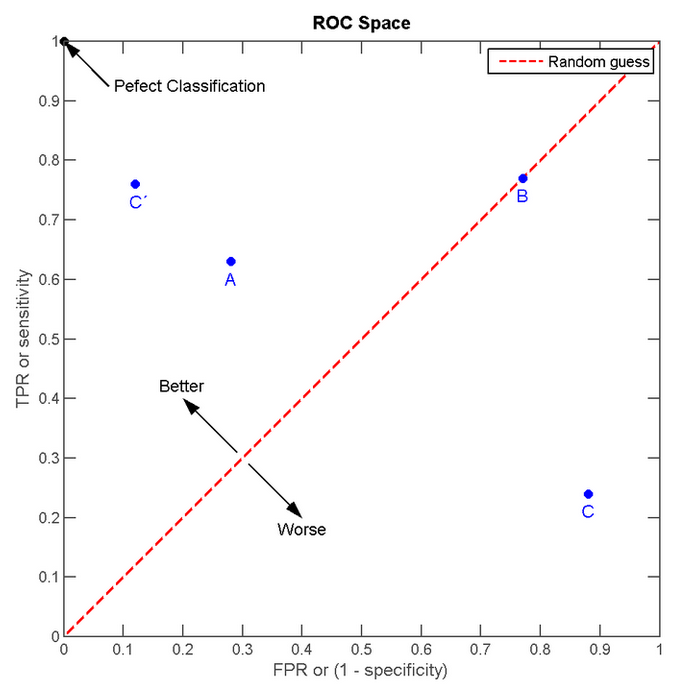 ROC Space
Random guess
Pefect Classification
C´
A
B
C
Better
Worse
TPR or sensitivity
1
0.9
0.8
0.7
0.6
0.5
0.4
0.3
0.2
0.1
0
0 0.1 0.2 0.3 0.4 0.5 0.6 0.7 0.8 0.9 1
FPR or (1 - specificity)